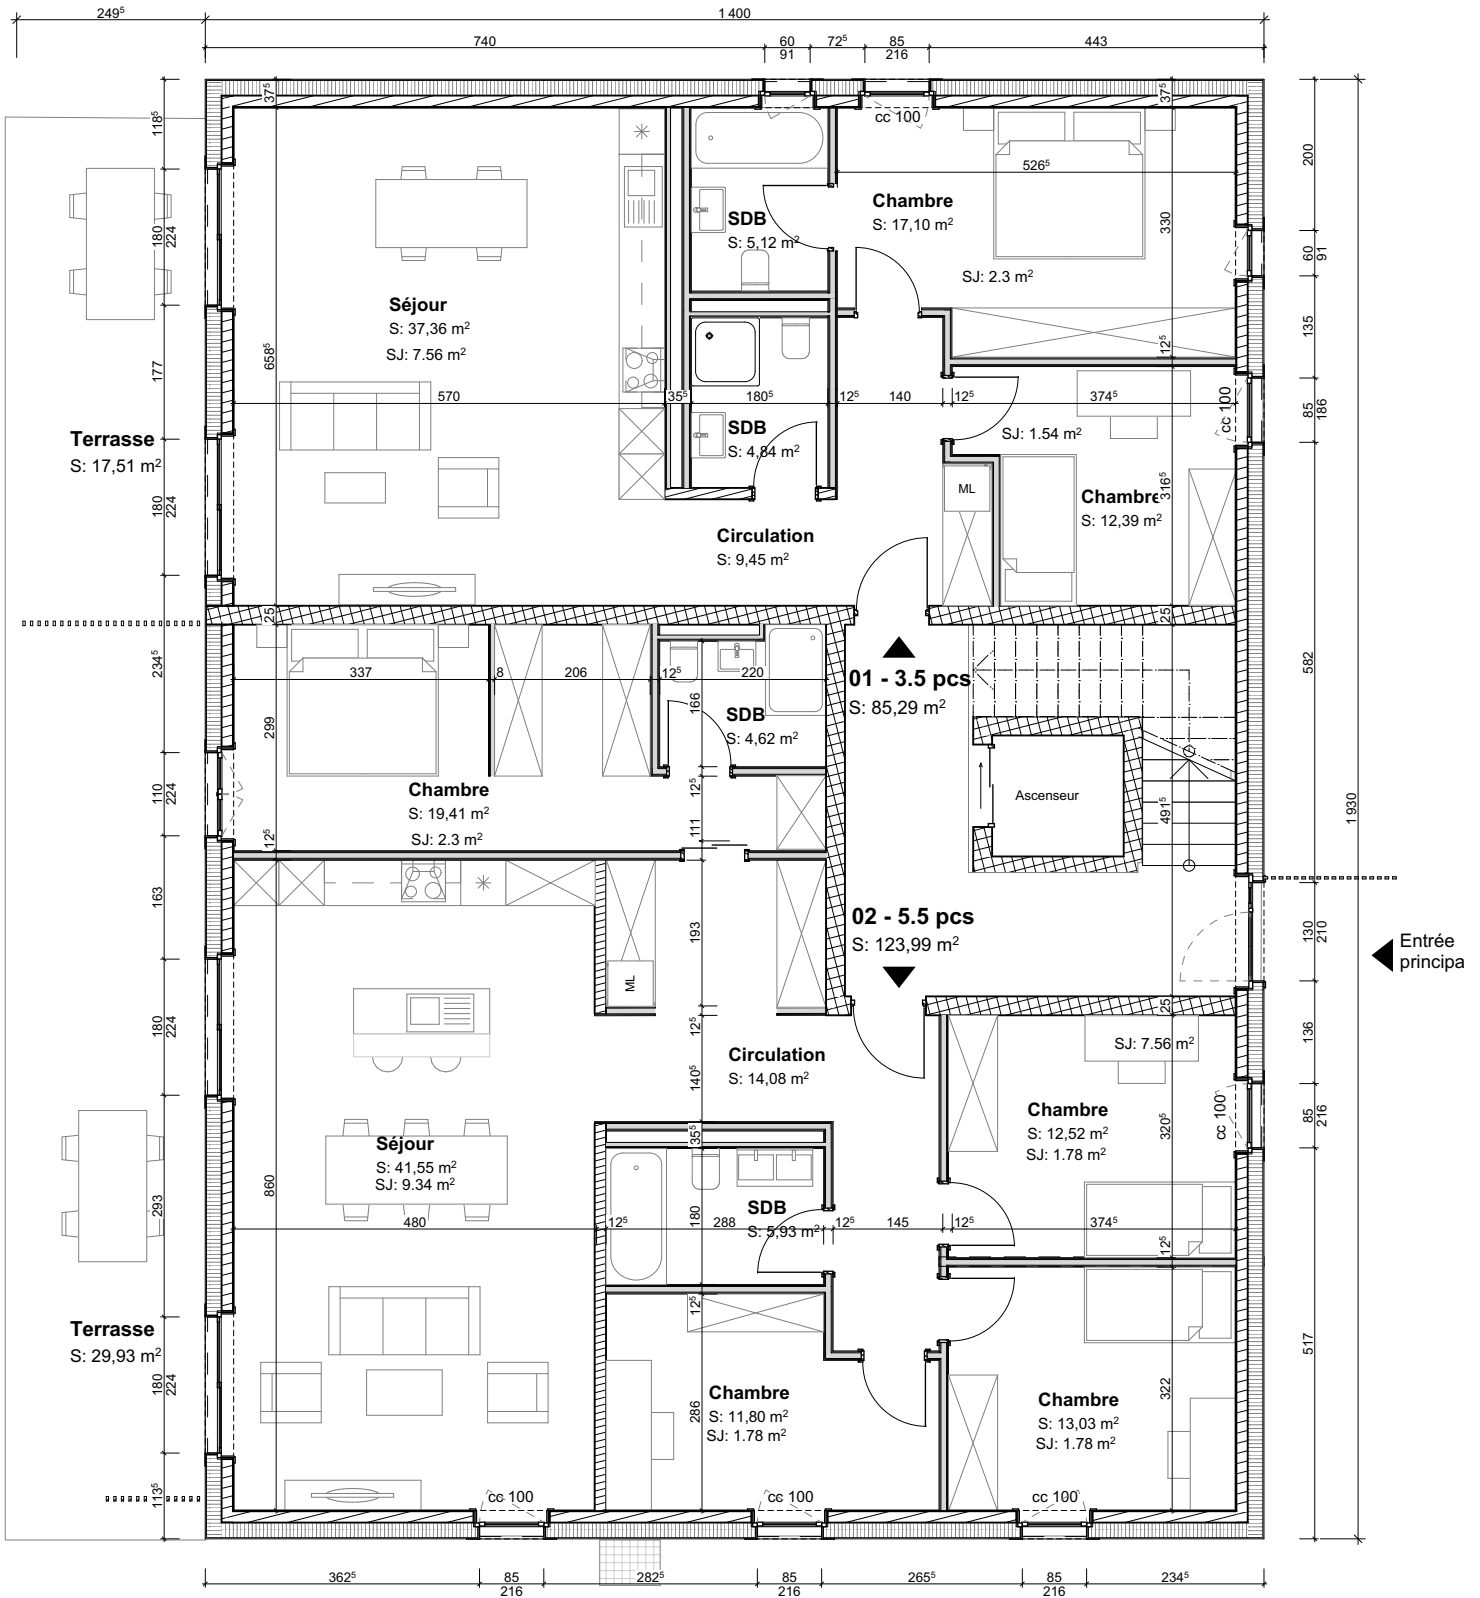 249⁵
1 400
740
60
91
72⁵
85
216
443
37⁵
37⁵
cc 100
118⁵
200
526⁵
Chambre
S: 17,10 m²
SJ: 2.3 m²
330
SDB
S: 5,12 m²
180
224
60
91
Séjour
S: 37,36 m²
SJ: 7.56 m²
658⁵
135
12⁵
177
570
35⁵
180⁵
12⁵
140
12⁵
374⁵
cc 100
85
186
SDB
S: 4,84 m²
SJ: 1.54 m²
Terrasse
S: 17,51 m²
ML
Chambre
S: 12,39 m²
316⁵
180
224
Circulation
S: 9,45 m²
25
25
234⁵
337
8
206
12⁵
220
166
582
01 - 3.5 pcs
S: 85,29 m²
SDB
S: 4,62 m²
299
110
224
Chambre
S: 19,41 m²
SJ: 2.3 m²
12⁵
12⁵
111
Ascenseur
491⁵
1 930
163
193
02 - 5.5 pcs
S: 123,99 m²
130
210
Entrée
principa
ML
25
180
224
12⁵
Circulation
S: 14,08 m²
140⁵
SJ: 7.56 m²
136
Chambre
S: 12,52 m²
SJ: 1.78 m²
320⁵
cc 100
85
216
Séjour
S: 41,55 m²
SJ: 9.34 m²
35⁵
860
293
480
12⁵
180
288
SDB
S: 5,93 m²
12⁵
145
12⁵
374⁵
12⁵
12⁵
Terrasse
S: 29,93 m²
180
224
517
Chambre
S: 11,80 m²
SJ: 1.78 m²
286
Chambre
S: 13,03 m²
SJ: 1.78 m²
322
113⁵
cc 100
cc 100
cc 100
362⁵
85
216
282⁵
85
216
265⁵
85
216
234⁵